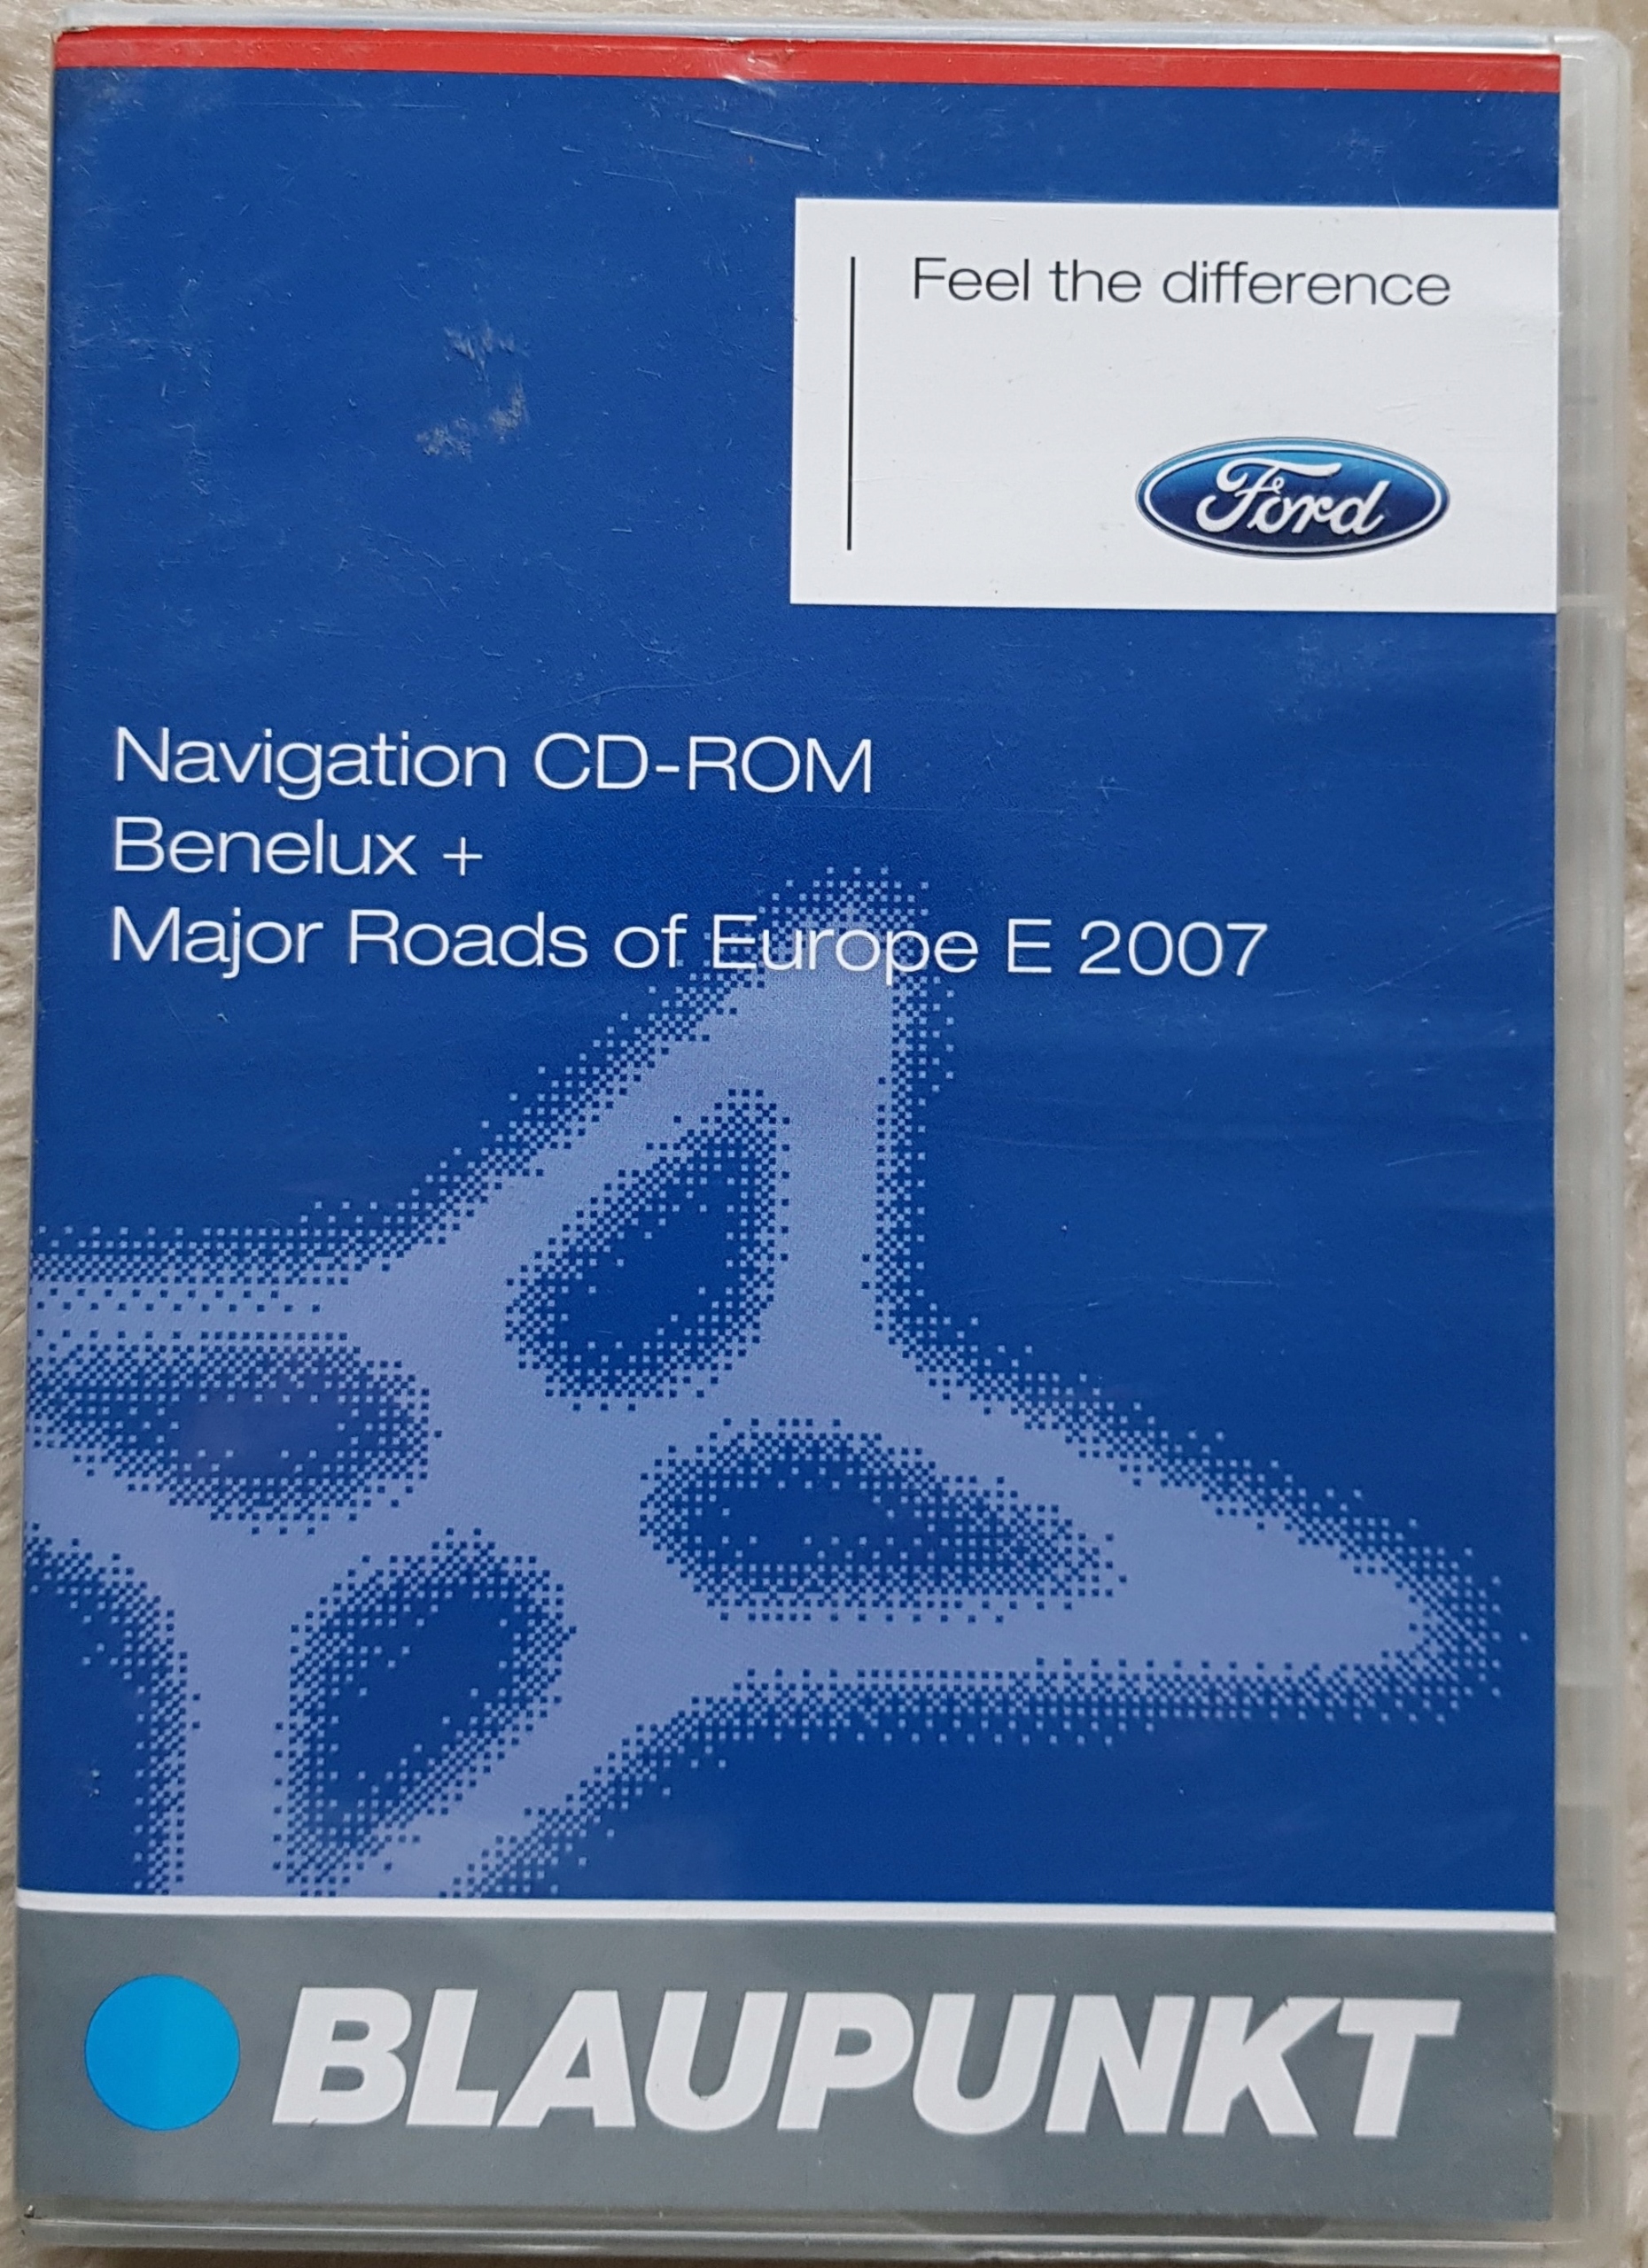 Feel the difference
Ford
Navigation CD-ROM
Benelux +
Major Roads of Europe E 2007
BLAUPUNKT